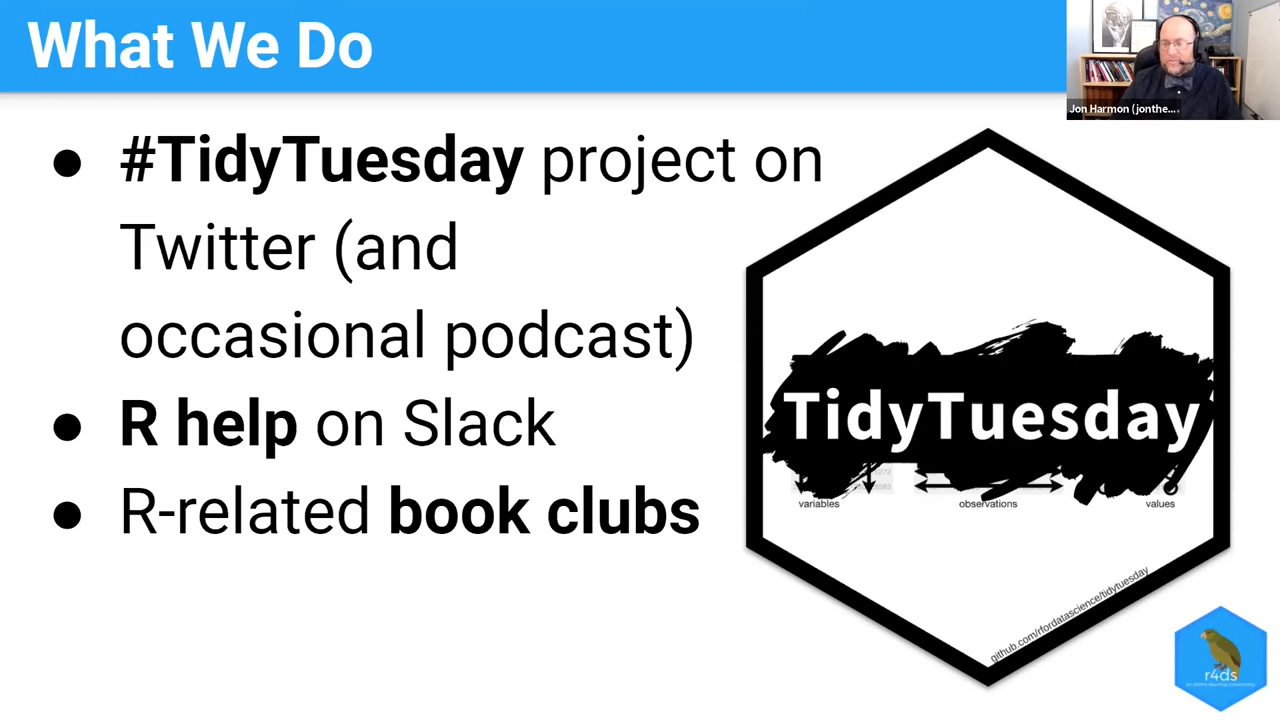 What We Do
Jon Harmon (jonthe...
● #TidyTuesday project on
Twitter (and
occasional podcast)
● R help on Slack
● R-related book clubs
TidyTuesday
variables
observations
values
github.com/rfordatascience/tidytuesday
r4ds